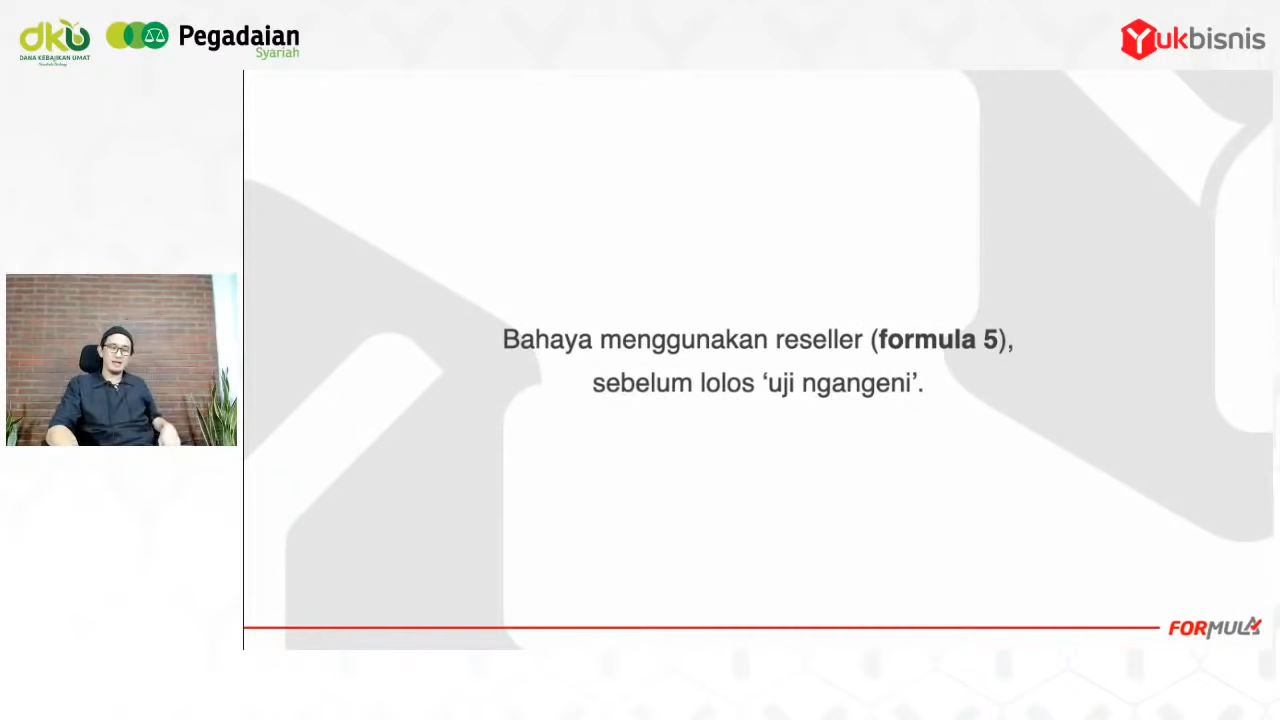 dku
DANA KEBAJIKAN UMAT
Pegadaian
Syariah
Yukbisnis
Bahaya menggunakan reseller (formula 5),
sebelum lolos ‘uji ngangeni’.
FORMULA